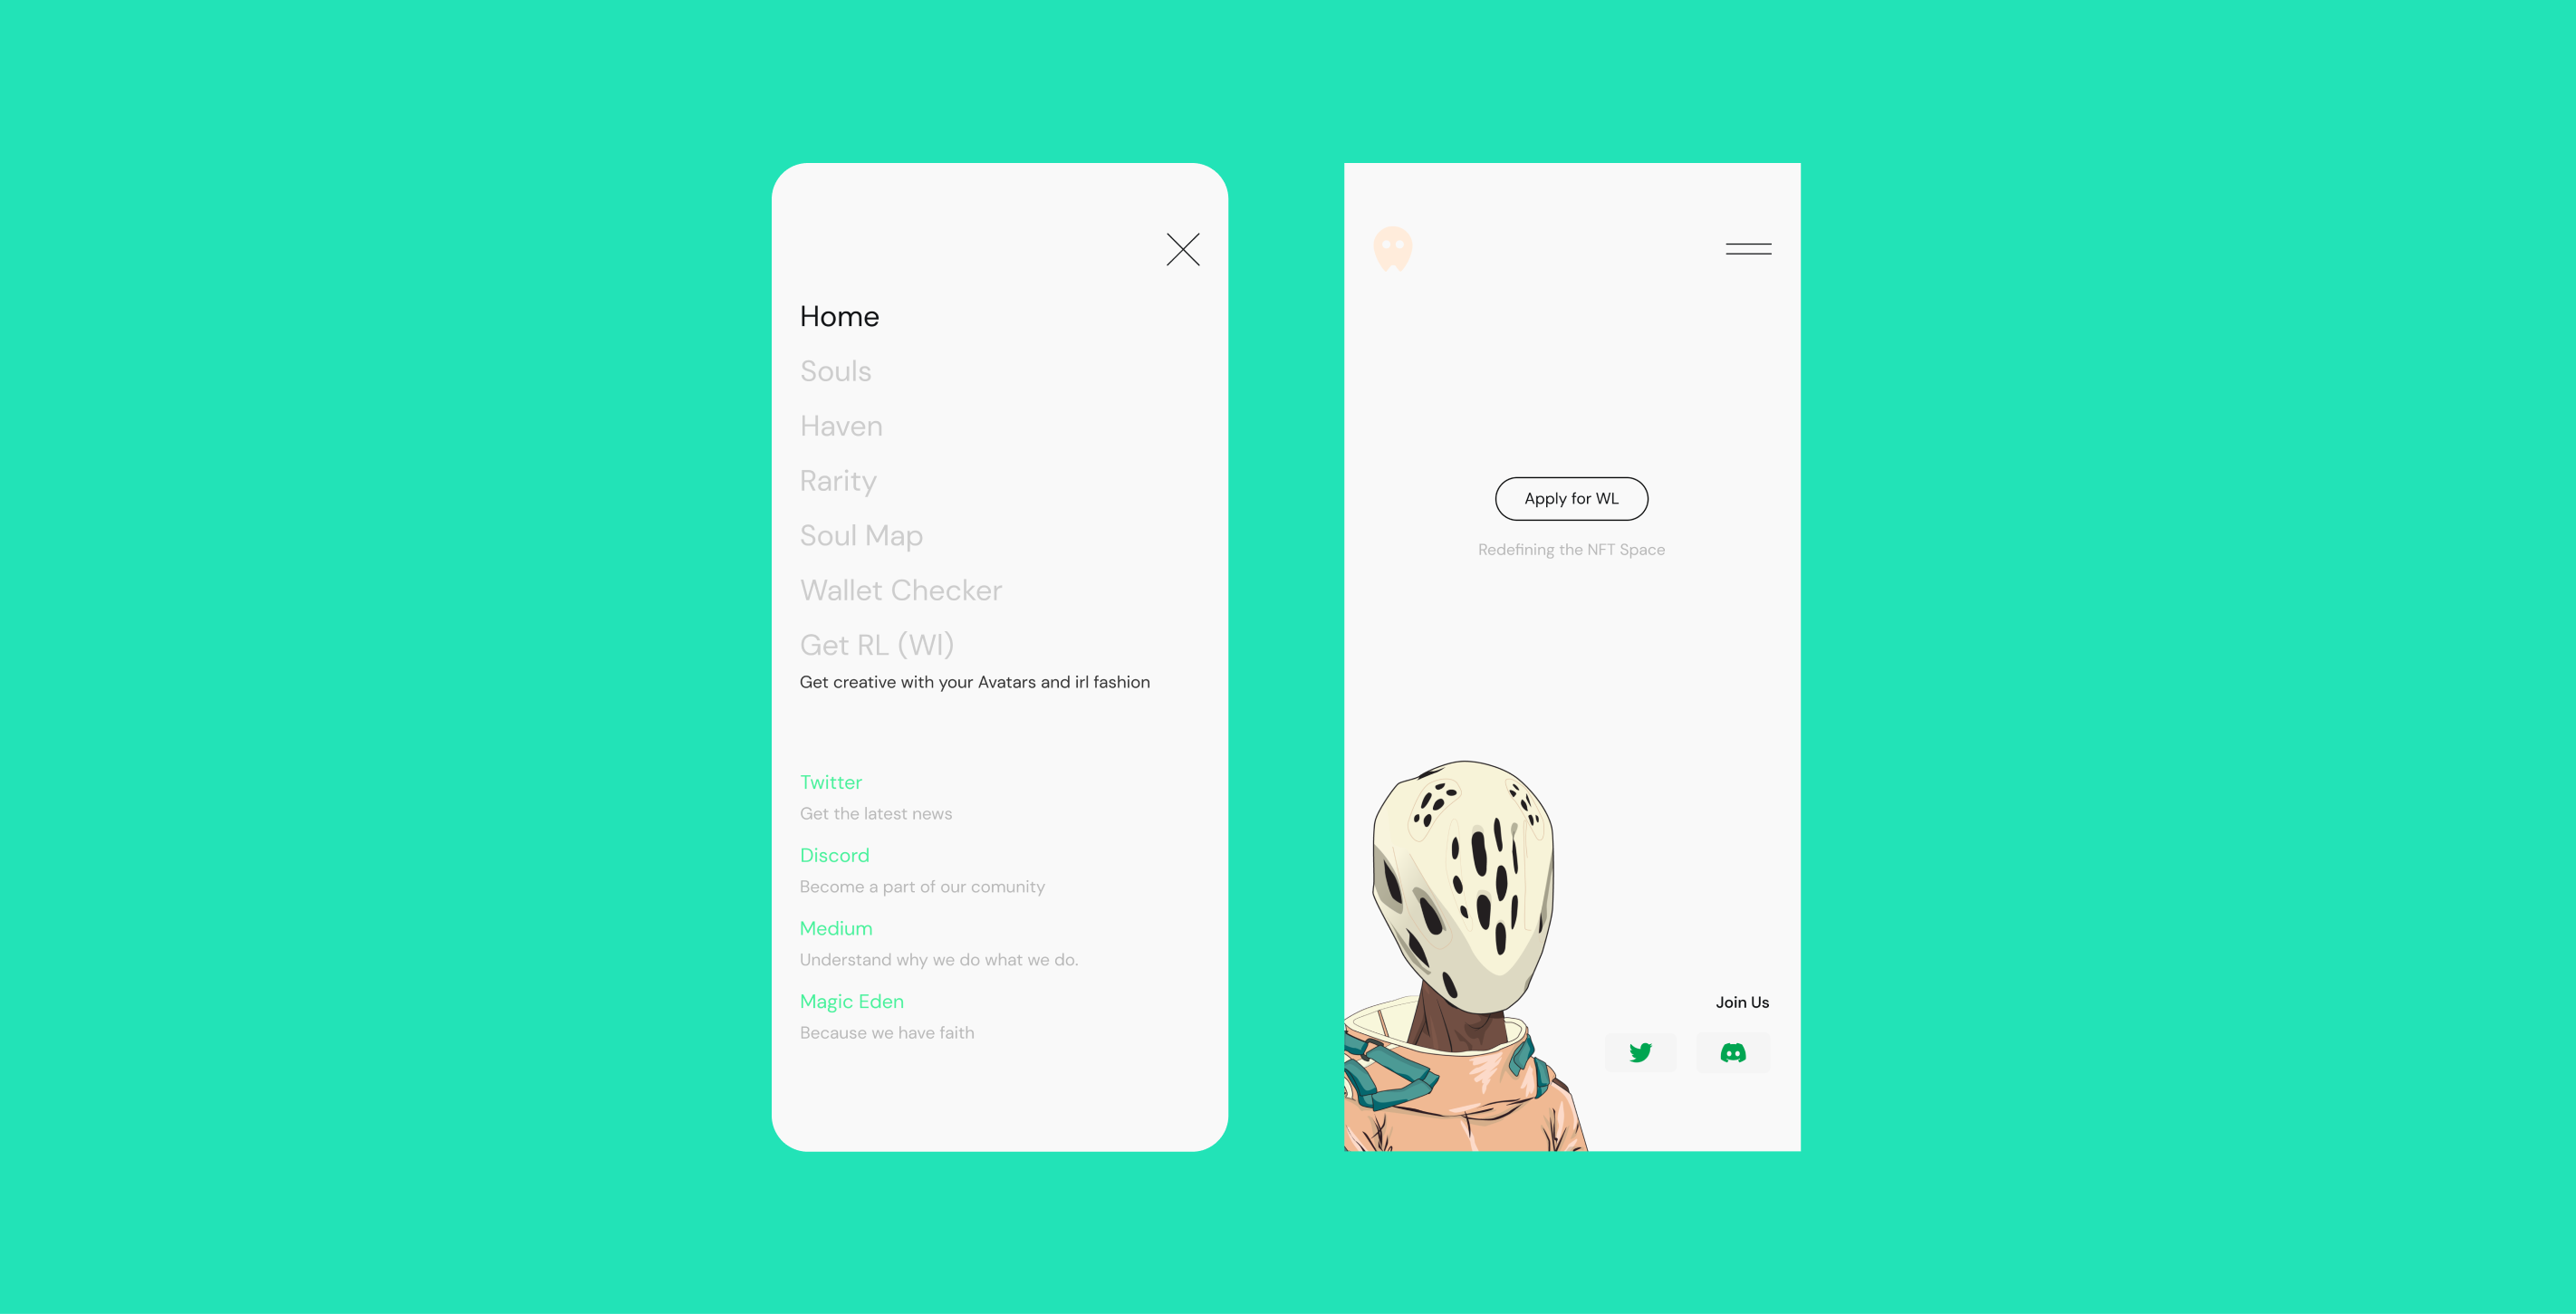 Home
Souls
Haven
Rarity
Soul Map
Wallet Checker
Get RL (Wl)
Get creative with your Avatars and irl fashion
Twitter
Get the latest news
Discord
Become a part of our comunity
Medium
Understand why we do what we do.
Magic Eden
Because we have faith
Apply for WL
Redefining the NFT Space
Join Us